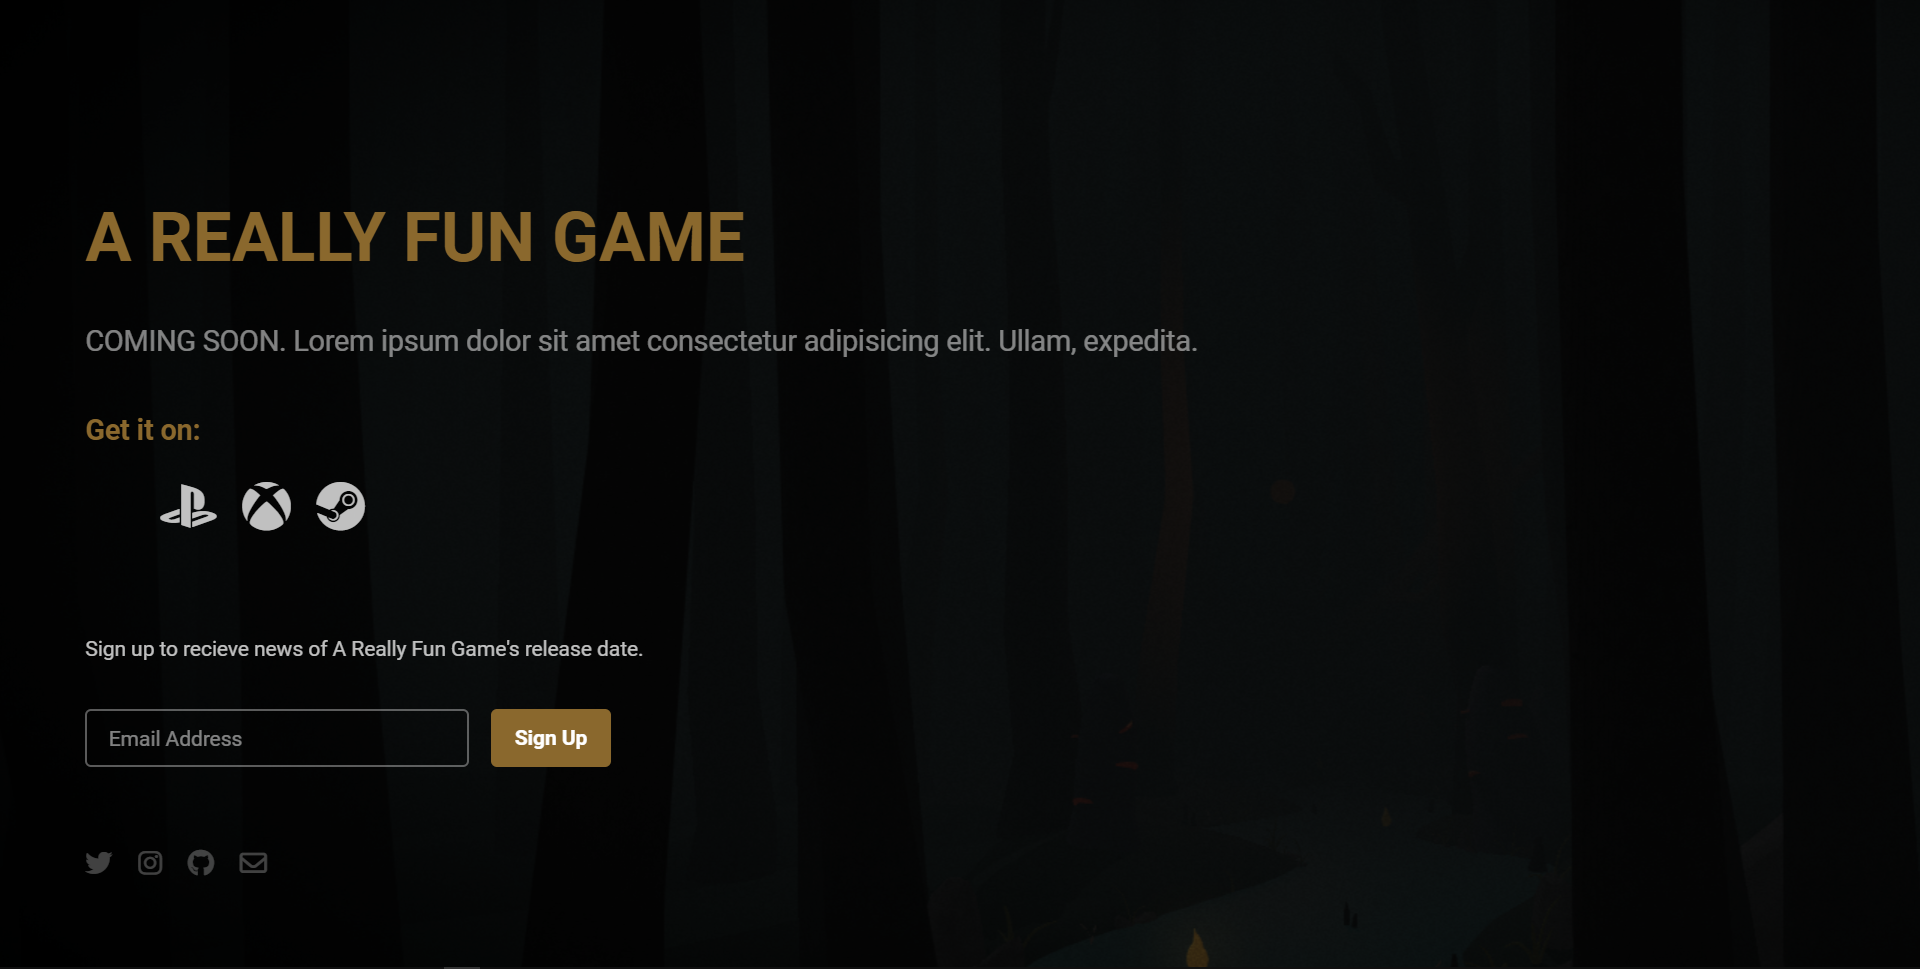 A REALLY FUN GAME
COMING SOON. Lorem ipsum dolor sit amet consectetur adipisicing elit. Ullam, expedita.
Get it on:
Sign up to recieve news of A Really Fun Game's release date.
Email Address
Sign Up